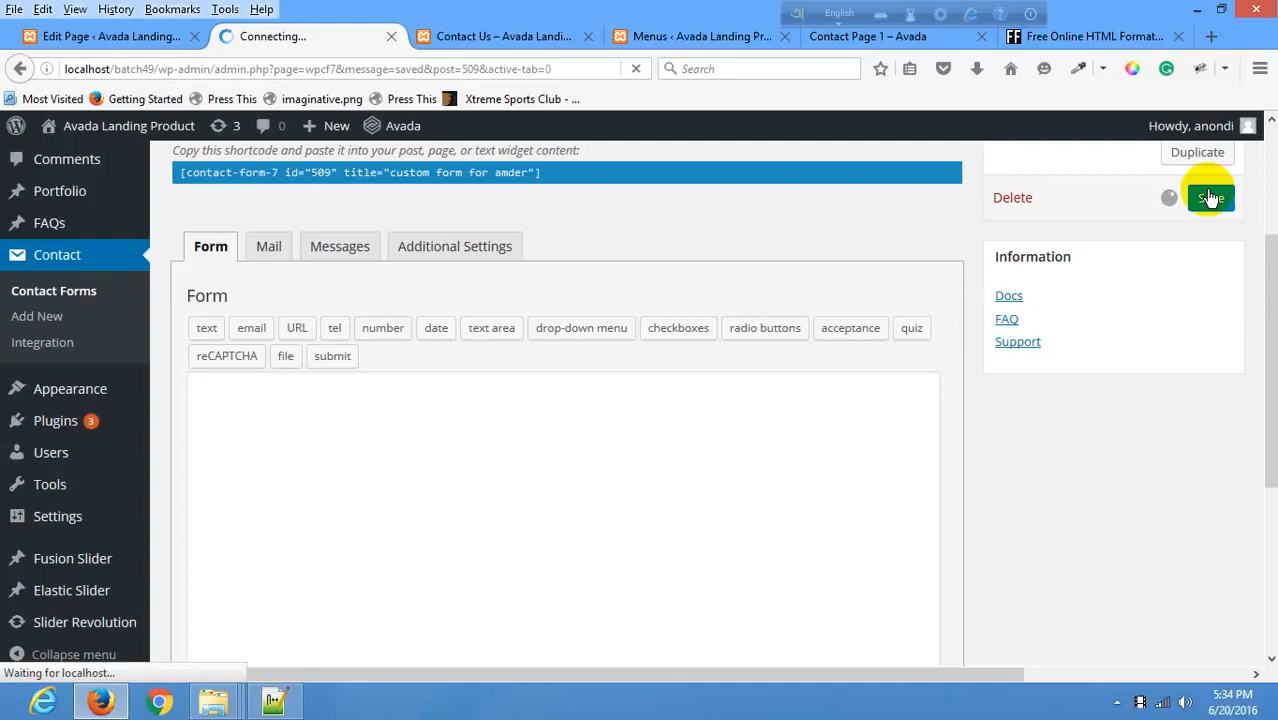 File Edit View History Bookmarks Tools Help
English
Edit Page ‹ Avada Landing...
Connecting...
Contact Us – Avada Landi...
Menus ‹ Avada Landing Pr...
Contact Page 1 – Avada
Free Online HTML Format...
localhost/batch49/wp-admin/admin.php?page=wpcf7&message=saved&post=509&active-tab=0
Search
Most Visited Getting Started Press This imaginative.png Press This Xtreme Sports Club - ...
Avada Landing Product 3 0 New Avada
Howdy, anondi
Comments
Portfolio
FAQs
Contact
Contact Forms
Add New
Integration
Appearance
Plugins 3
Users
Tools
Settings
Fusion Slider
Elastic Slider
Slider Revolution
Collapse menu
Copy this shortcode and paste it into your post, page, or text widget content:
[contact-form-7 id="509" title="custom form for amder"]
Form Mail Messages Additional Settings
Form
text email URL tel number date text area drop-down menu checkboxes radio buttons acceptance quiz
reCAPTCHA file submit
Duplicate
Delete
Save
Information
Docs
FAQ
Support
Waiting for localhost...
5:34 PM
6/20/2016